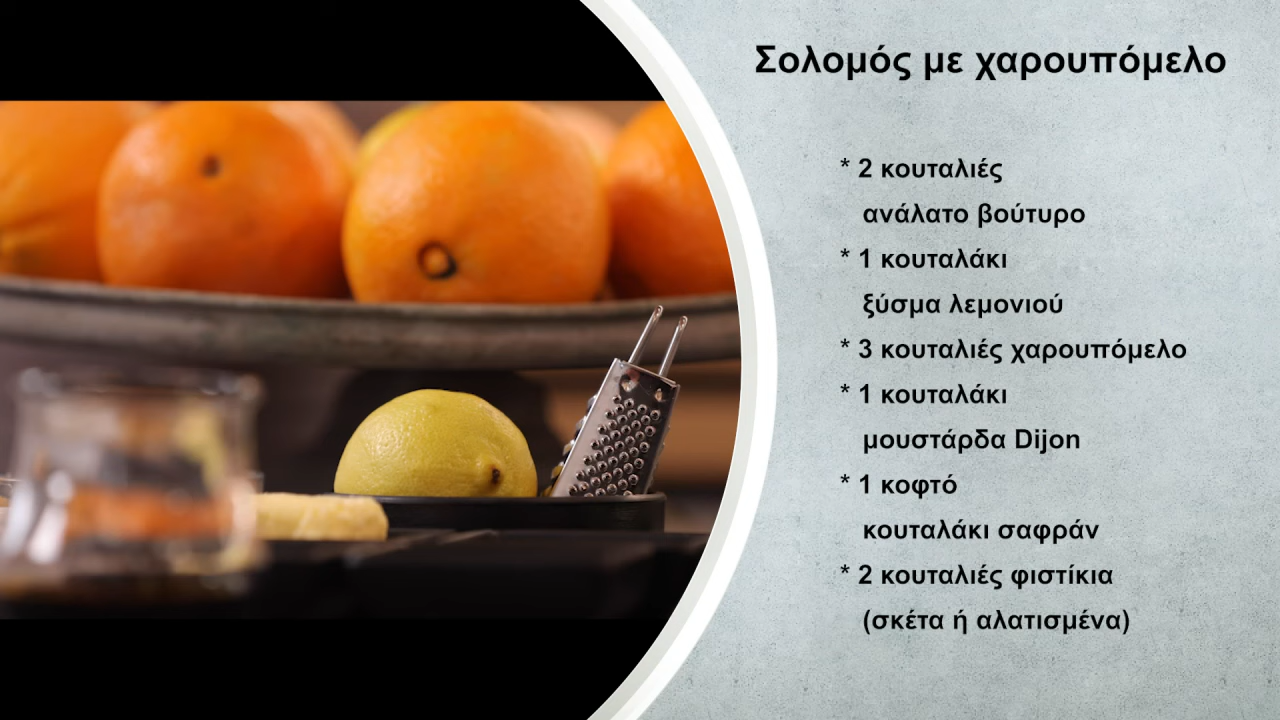 Σολομός με χαρουπόμελο
* 2 κουταλιές
ανάλατο βούτυρο
* 1 κουταλάκι
ξύσμα λεμονιού
* 3 κουταλιές χαρουπόμελο
* 1 κουταλάκι
μουστάρδα Dijon
* 1 κοφτό
κουταλάκι σαφράν
* 2 κουταλιές φιστίκια
(σκέτα ή αλατισμένα)